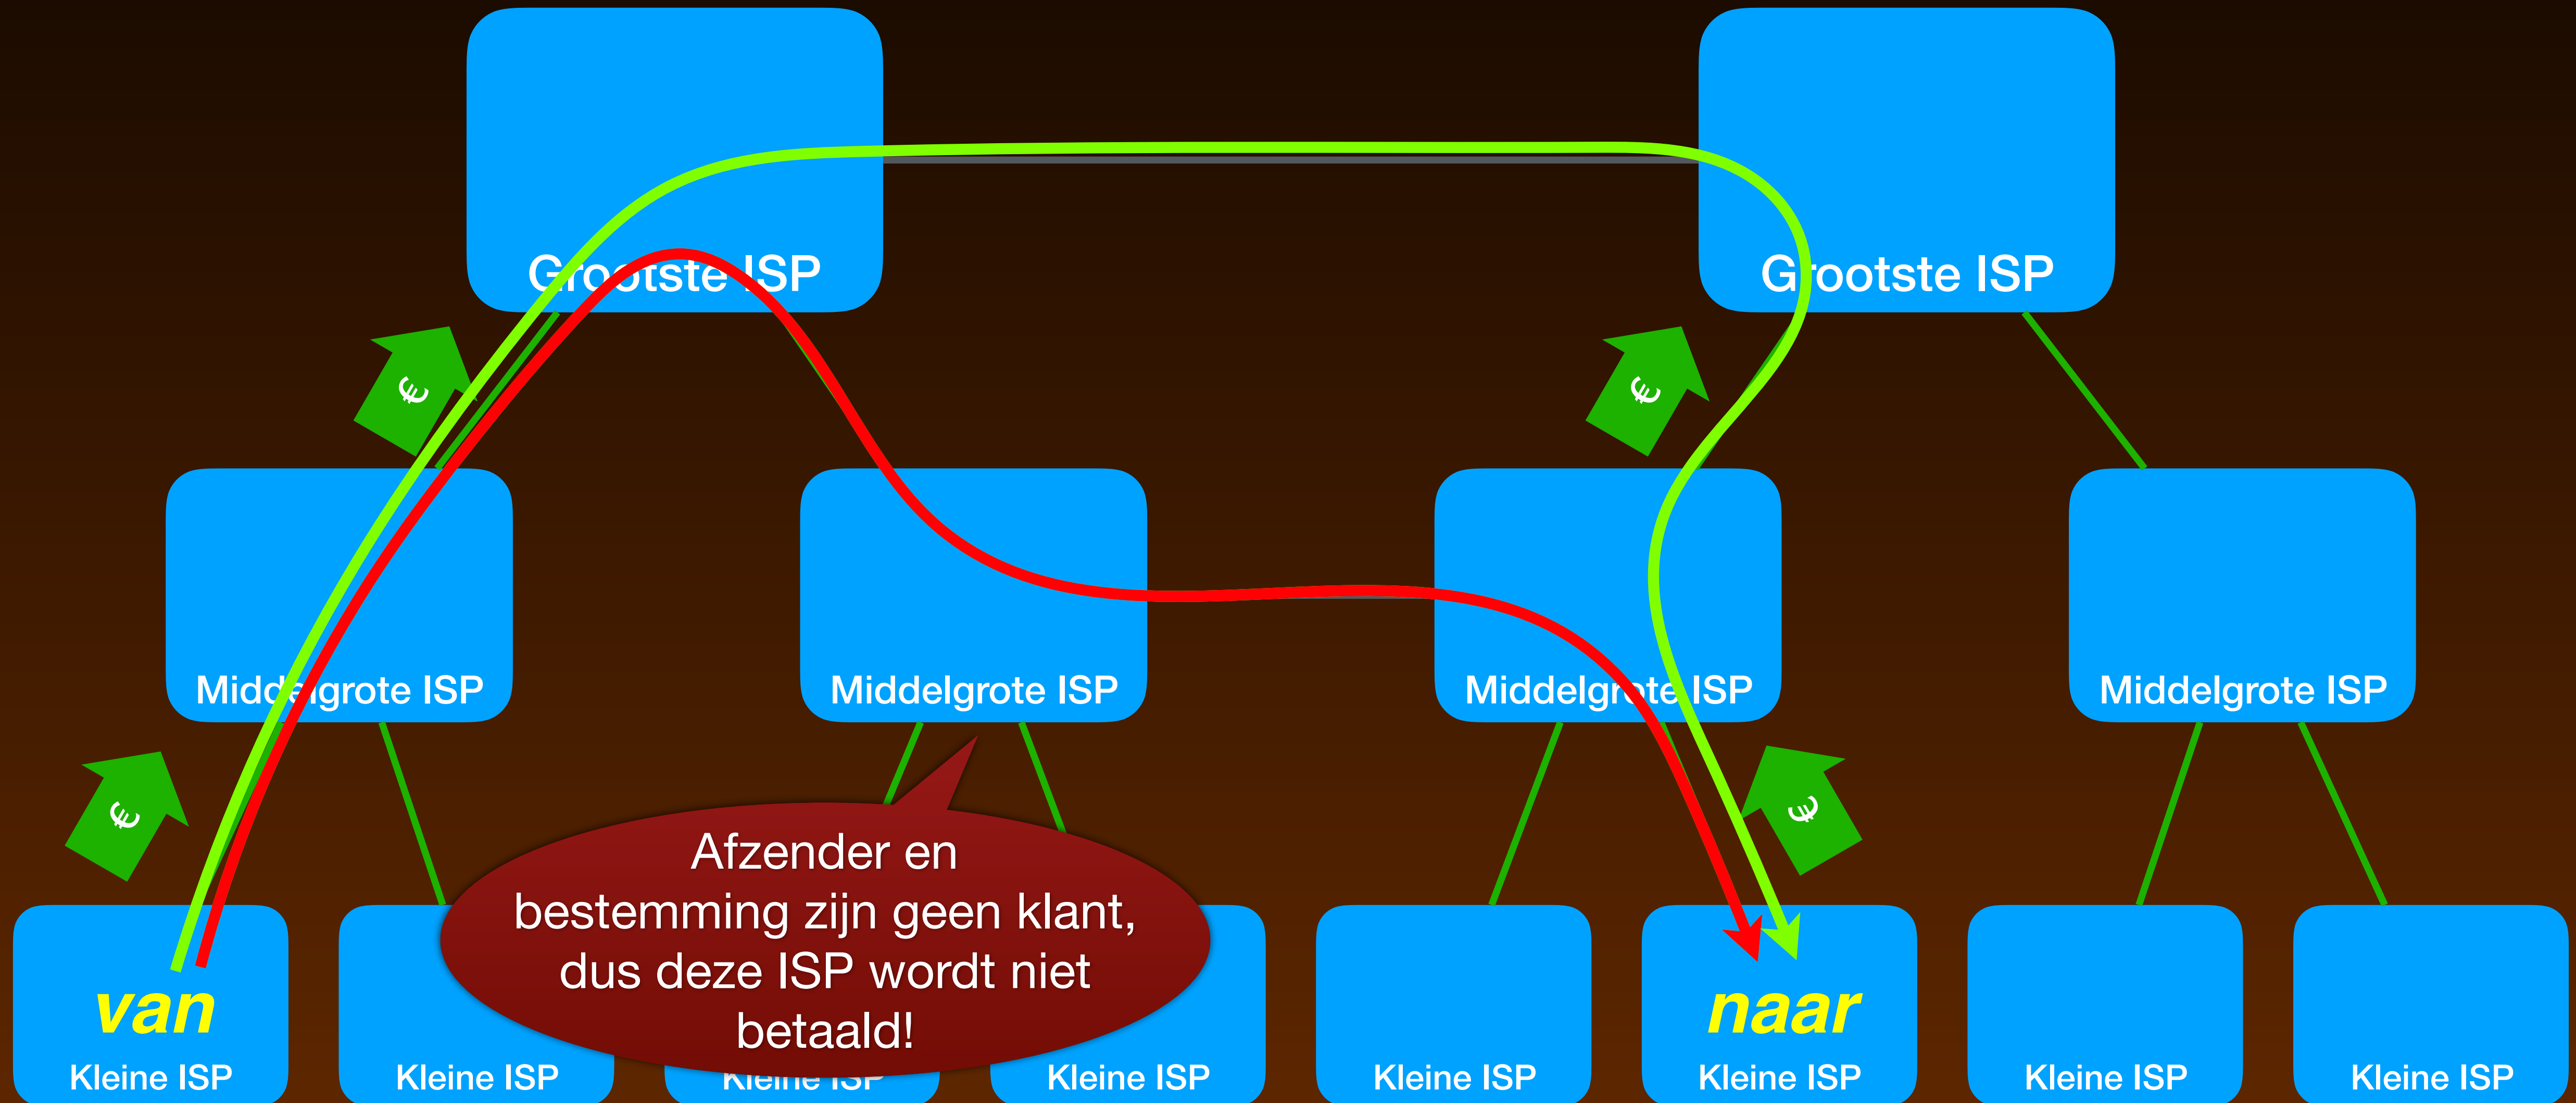 Grootste ISP
Grootste ISP
€
€
Middelgrote ISP
Middelgrote ISP
Middelgrote ISP
Middelgrote ISP
€
€
Afzender en
bestemming zijn geen klant,
dus deze ISP wordt niet
betaald!
van
naar
Kleine ISP
Kleine ISP
Kleine ISP
Kleine ISP
Kleine ISP
Kleine ISP
Kleine ISP
Kleine ISP